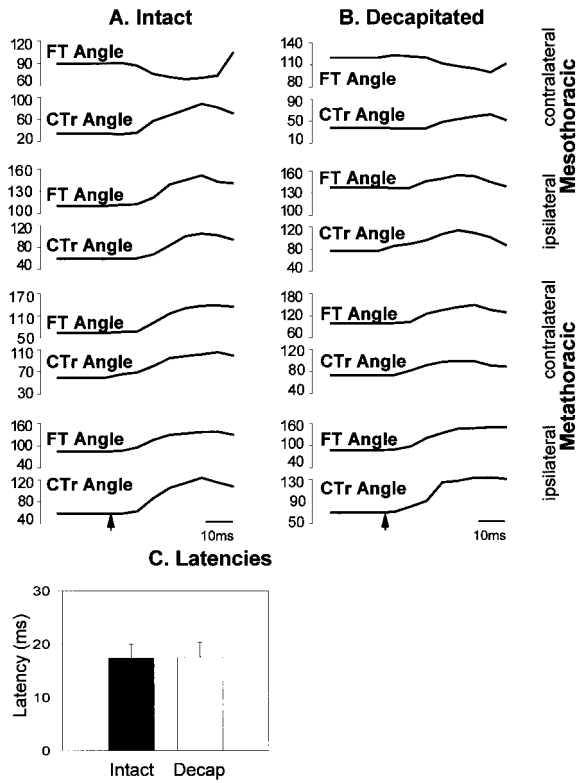 A. Intact
B. Decapitated
120
90
60
FT Angle
140
110
80
FT Angle
100
60
20
CTr Angle
90
50
10
CTr Angle
contralateral
160
130
100
FT Angle
160
130
100
FT Angle
120
80
40
CTr Angle
120
80
40
CTr Angle
ipsilateral
Mesothoracic
170
110
50
FT Angle
180
120
60
FT Angle
110
70
30
CTr Angle
120
80
40
CTr Angle
contralateral
160
100
40
FT Angle
160
100
40
FT Angle
120
80
40
CTr Angle
130
90
50
CTr Angle
ipsilateral
Metathoracic
10ms
10ms
C. Latencies
Latency (ms)
30
20
10
0
Intact
Decap